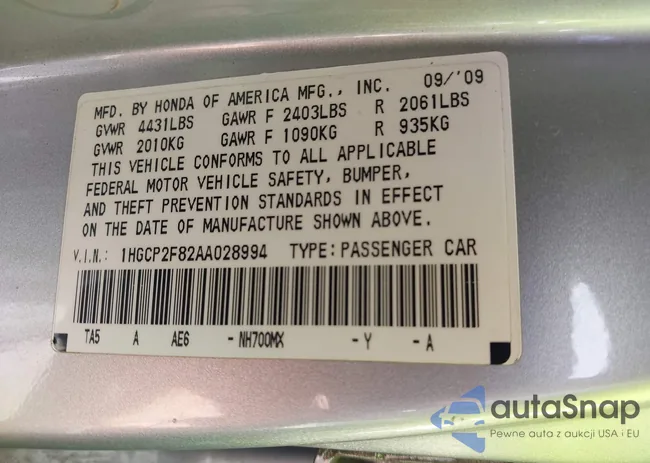 MFD. BY HONDA OF AMERICA MFG., INC. 09/'09
GVWR 4431LBS GAWR F 2403LBS R 2061LBS
GVWR 2010KG GAWR F 1090KG R 935KG
THIS VEHICLE CONFORMS TO ALL APPLICABLE
FEDERAL MOTOR VEHICLE SAFETY, BUMPER,
AND THEFT PREVENTION STANDARDS IN EFFECT
ON THE DATE OF MANUFACTURE SHOWN ABOVE.
V.I.N.: 1HGCP2F82AA028994 TYPE: PASSENGER CAR
TA5 A AE6 -NH700MX -Y -A
autaSnap
Pewne auta z aukcji USA i EU